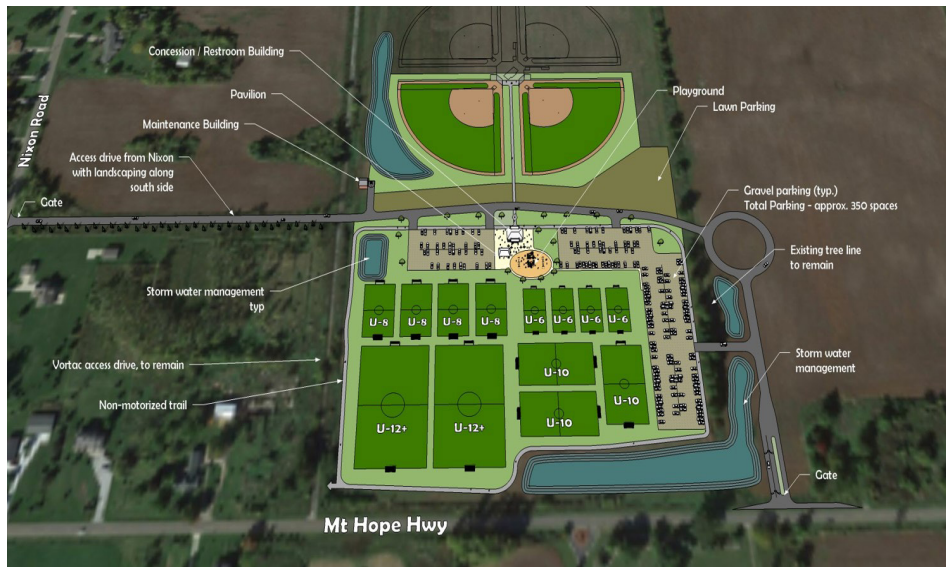 Concession / Restroom Building
Pavilion
Maintenance Building
Nixon Road
Access drive from Nixon
with landscaping along
south side
Gate
Playground
Lawn Parking
Gravel parking (typ.)
Total Parking - approx. 350 spaces
Existing tree line
to remain
Storm water management
typ
U-8
U-8
U-8
U-8
U-6
U-6
U-6
U-6
Vortac access drive, to remain
Storm water
management
Non-motorized trail
U-10
U-10
U-10
U-12+
U-12+
Gate
Mt Hope Hwy